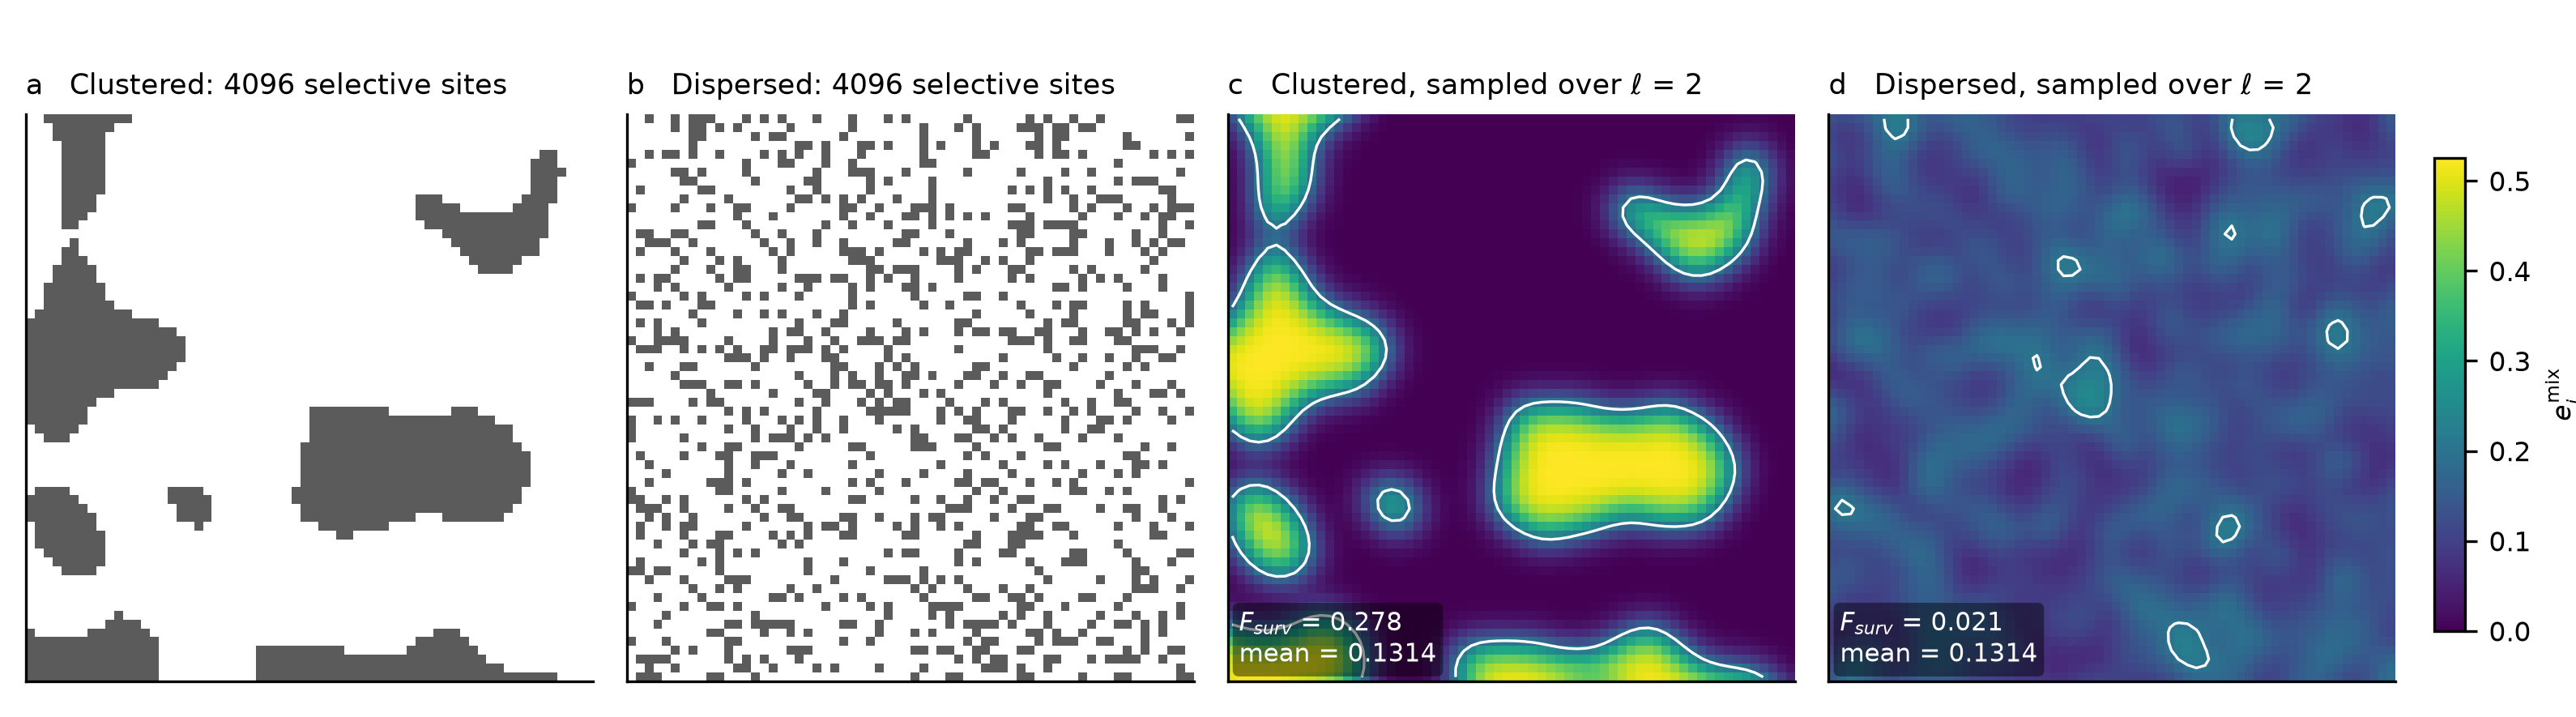 a Clustered: 4096 selective sites
b Dispersed: 4096 selective sites
c Clustered, sampled over ℓ = 2
d Dispersed, sampled over ℓ = 2
F_surv = 0.278
mean = 0.1314
F_surv = 0.021
mean = 0.1314
0.5
0.4
0.3
0.2
0.1
0.0
e_i^mix